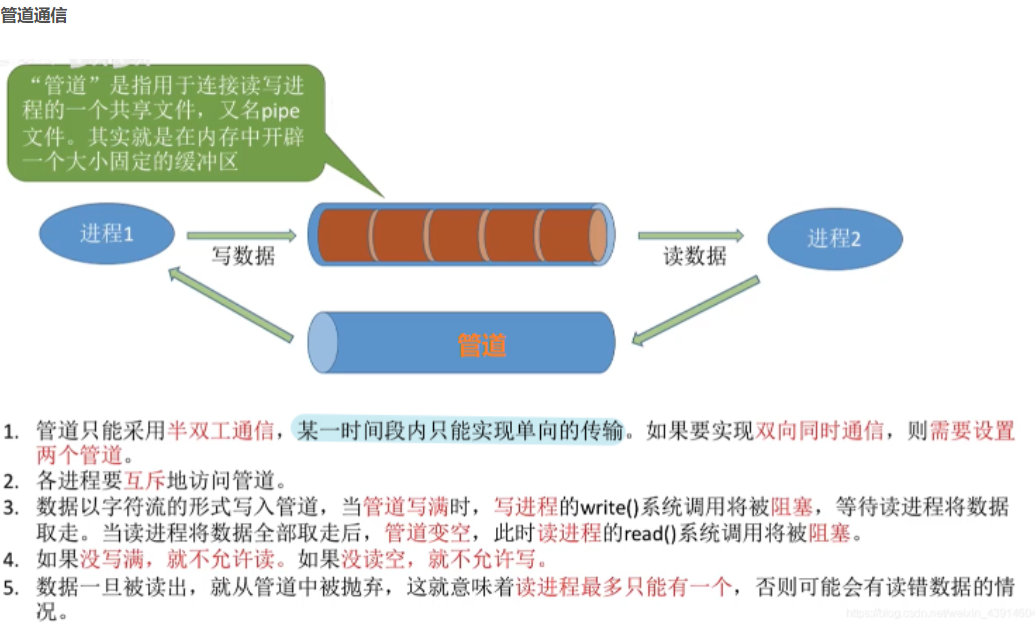 管道通信
“管道”是指用于连接读写进
程的一个共享文件，又名pipe
文件。其实就是在内存中开辟
一个大小固定的缓冲区
进程1
写数据
读数据
进程2
管道
1. 管道只能采用半双工通信，某一时间段内只能实现单向的传输。如果要实现双向同时通信，则需要设置
两个管道。
2. 各进程要互斥地访问管道。
3. 数据以字符流的形式写入管道，当管道写满时，写进程的write()系统调用将被阻塞，等待读进程将数据
取走。当读进程将数据全部取走后，管道变空，此时读进程的read()系统调用将被阻塞。
4. 如果没写满，就不允许读。如果没读空，就不允许写。
5. 数据一旦被读出，就从管道中被抛弃，这就意味着读进程最多只能有一个，否则可能会有读错数据的情
况。